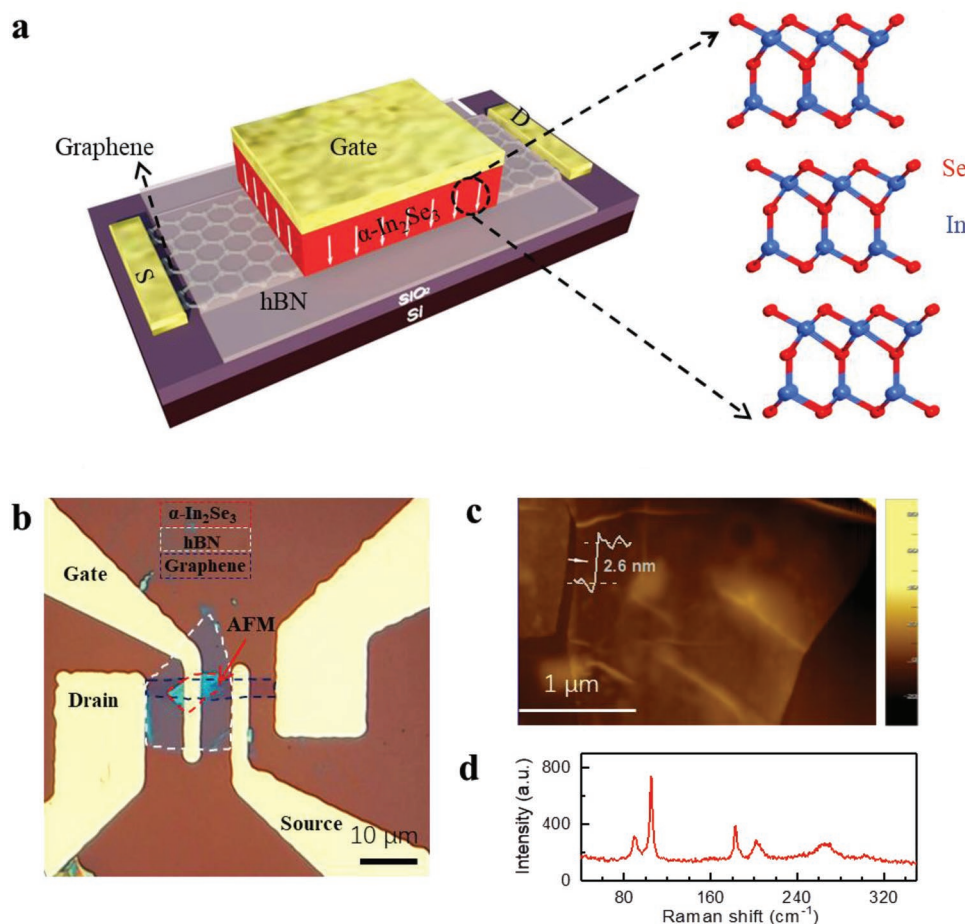 a
Graphene
Gate
D
S
α-In₂Se₃
hBN
SiO₂
Si
Se
In
b
α-In₂Se₃
hBN
Graphene
Gate
AFM
Drain
Source
10 μm
c
2.6 nm
1 μm
d
Intensity (a.u.)
800
400
0
80 160 240 320
Raman shift (cm⁻¹)